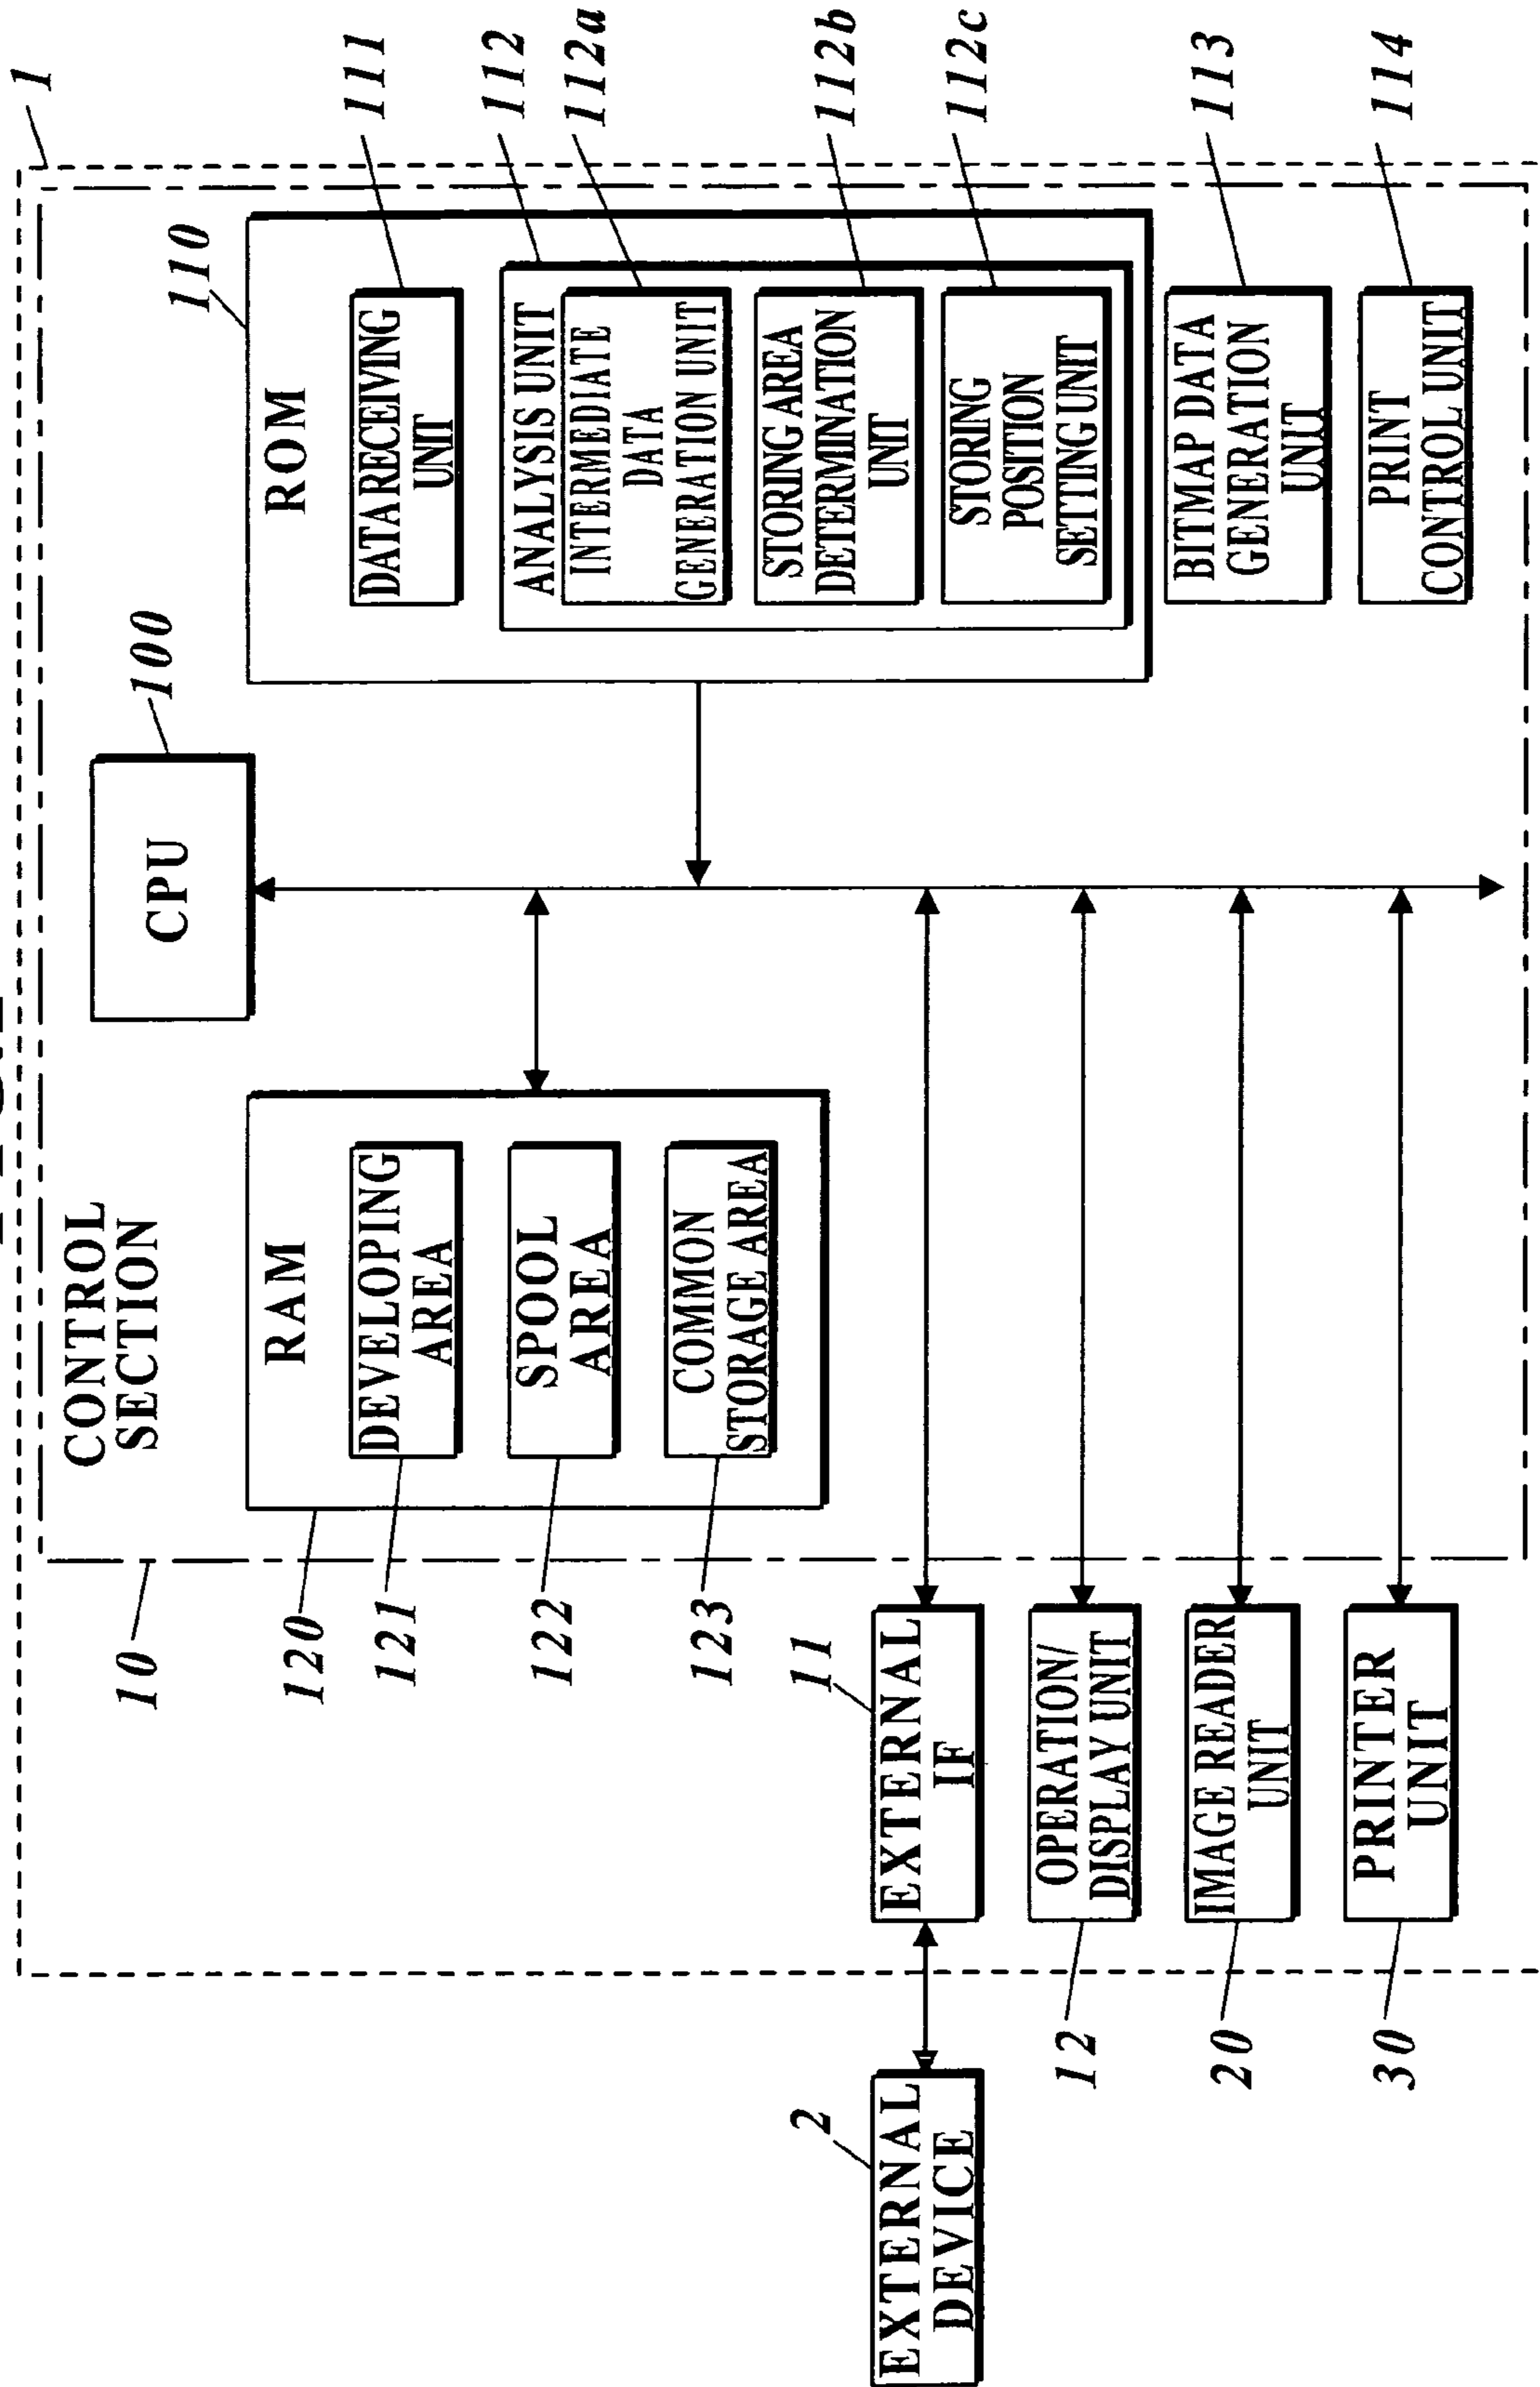 1
CONTROL
SECTION
10
CPU
100
RAM
120
DEVELOPING
AREA
121
SPOOL
AREA
122
COMMON
STORAGE AREA
123
ROM
110
DATA RECEIVING
UNIT
111
ANALYSIS UNIT
112
INTERMEDIATE
DATA
GENERATION UNIT
112a
STORING AREA
DETERMINATION
UNIT
112b
STORING
POSITION
SETTING UNIT
112c
BITMAP DATA
GENERATION
UNIT
113
PRINT
CONTROL UNIT
114
2
EXTERNAL
DEVICE
11
EXTERNAL
IF
12
OPERATION/
DISPLAY UNIT
20
IMAGE READER
UNIT
30
PRINTER
UNIT